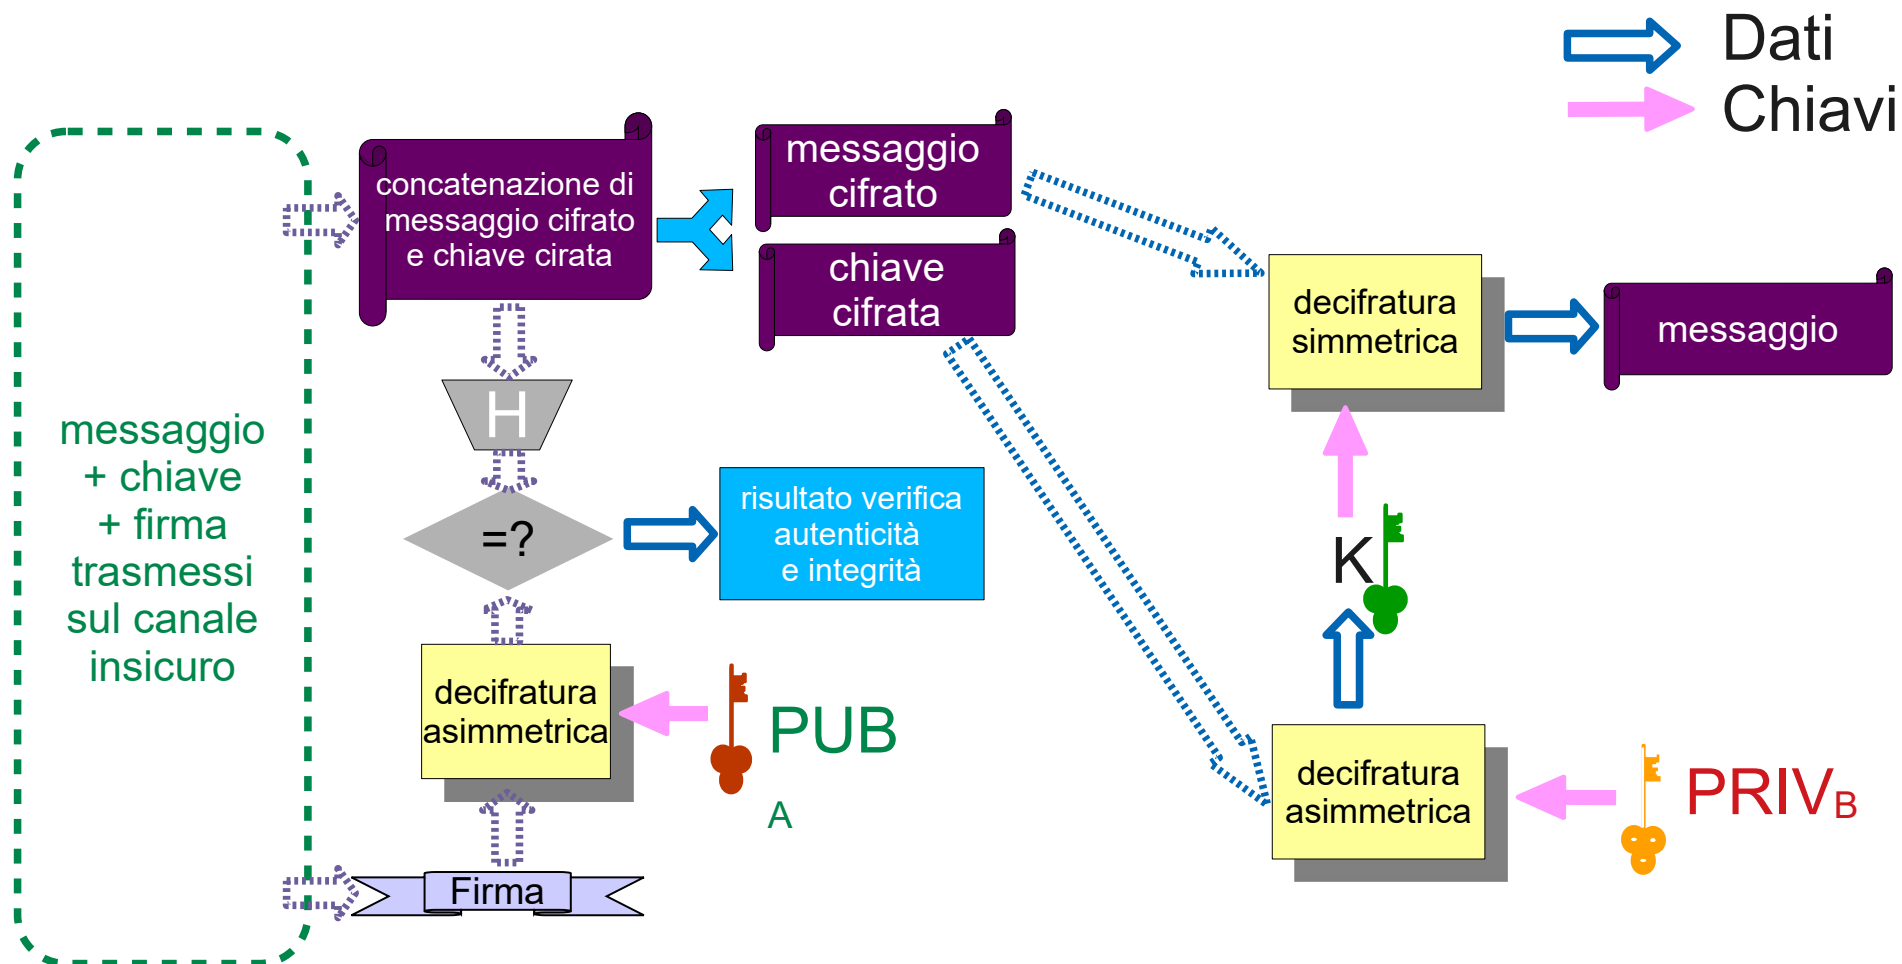 Dati
Chiavi
messaggio
+ chiave
+ firma
trasmessi
sul canale
insicuro
concatenazione di
messaggio cifrato
e chiave cirata
messaggio
cifrato
chiave
cifrata
H
=?
risultato verifica
autenticità
e integrità
decifratura
asimmetrica
PUB
A
Firma
decifratura
simmetrica
messaggio
K
decifratura
asimmetrica
PRIVB